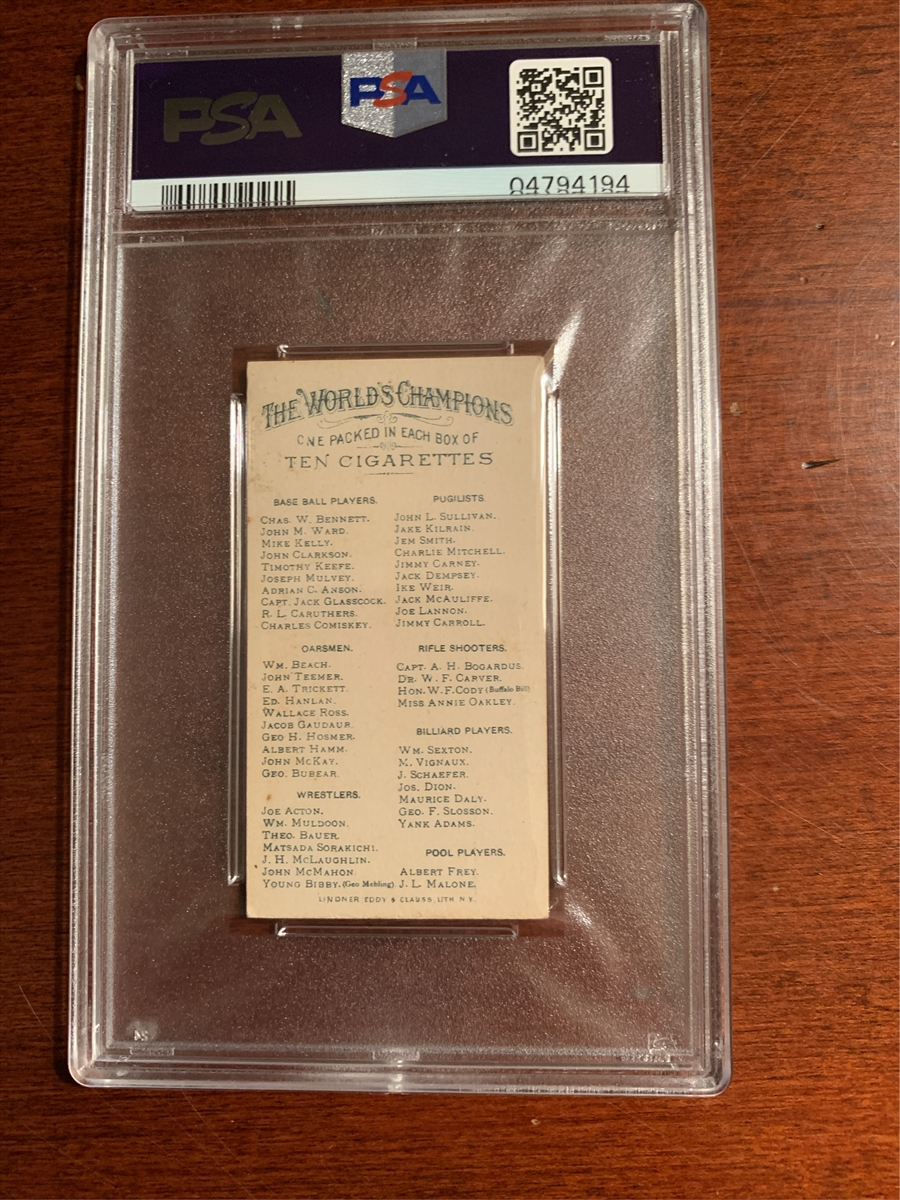 PSA
PSA
04794194
THE WORLD'S CHAMPIONS
ONE PACKED IN EACH BOX OF
TEN CIGARETTES
BASE BALL PLAYERS.
CHAS. W. BENNETT.
JOHN M. WARD.
MIKE KELLY.
JOHN CLARKSON.
TIMOTHY KEEFE.
JOSEPH MULVEY.
ADRIAN C. ANSON.
CAPT. JACK GLASSCOCK.
R. L. CARUTHERS.
CHARLES COMISKEY.
OARSMEN.
WM. BEACH.
JOHN TEEMER.
E. A. TRICKETT.
ED. HANLAN.
WALLACE ROSS.
JACOB GAUDAUR.
GEO H. HOSMER.
ALBERT HAMM.
JOHN MCKAY.
GEO. BUBEAR.
WRESTLERS.
JOE ACTON.
WM. MULDOON.
THEO. BAUER.
MATSADA SORAKICHI.
J. H. MCLAUGHLIN.
JOHN MCMAHON.
YOUNG BIBBY. (Geo Mehling).
PUGILISTS.
JOHN L. SULLIVAN.
JAKE KILRAIN.
JEM SMITH.
CHARLIE MITCHELL.
JIMMY CARNEY.
JACK DEMPSEY.
IKE WEIR.
JACK MCAULIFFE.
JOE LANNON.
JIMMY CARROLL.
RIFLE SHOOTERS.
CAPT. A. H. BOGARDUS.
DR. W. F. CARVER.
HON. W. F. CODY (Buffalo Bill)
MISS ANNIE OAKLEY.
BILLIARD PLAYERS.
WM. SEXTON.
M. VIGNAUX.
J. SCHAEFER.
JOS. DION.
MAURICE DALY.
GEO. F. SLOSSON.
YANK ADAMS.
POOL PLAYERS.
ALBERT FREY.
J. L. MALONE.
LINDNER EDDY & CLAUSS, LITH N.Y.